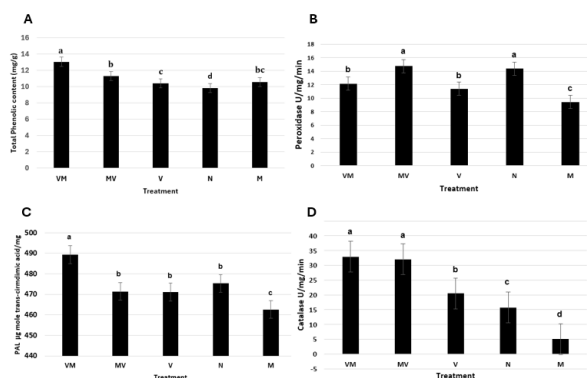 A
Total Phenolic content (mg/g)
16
14
12
10
8
6
4
2
0
a
b
c
d
bc
VM MV V N M
Treatment
B
Peroxidase U/mg/min
18
16
14
12
10
8
6
4
2
0
b
a
b
a
c
VM MV V N M
Treatment
C
PAL µg mole trans-cirmdimic acid/mg
500
490
480
470
460
450
440
a
b
b
b
c
VM MV V N M
Treatment
D
Catalase U/mg/min
40
35
30
25
20
15
10
5
0
-5
a
a
b
c
d
VM MV V N M
Treatment